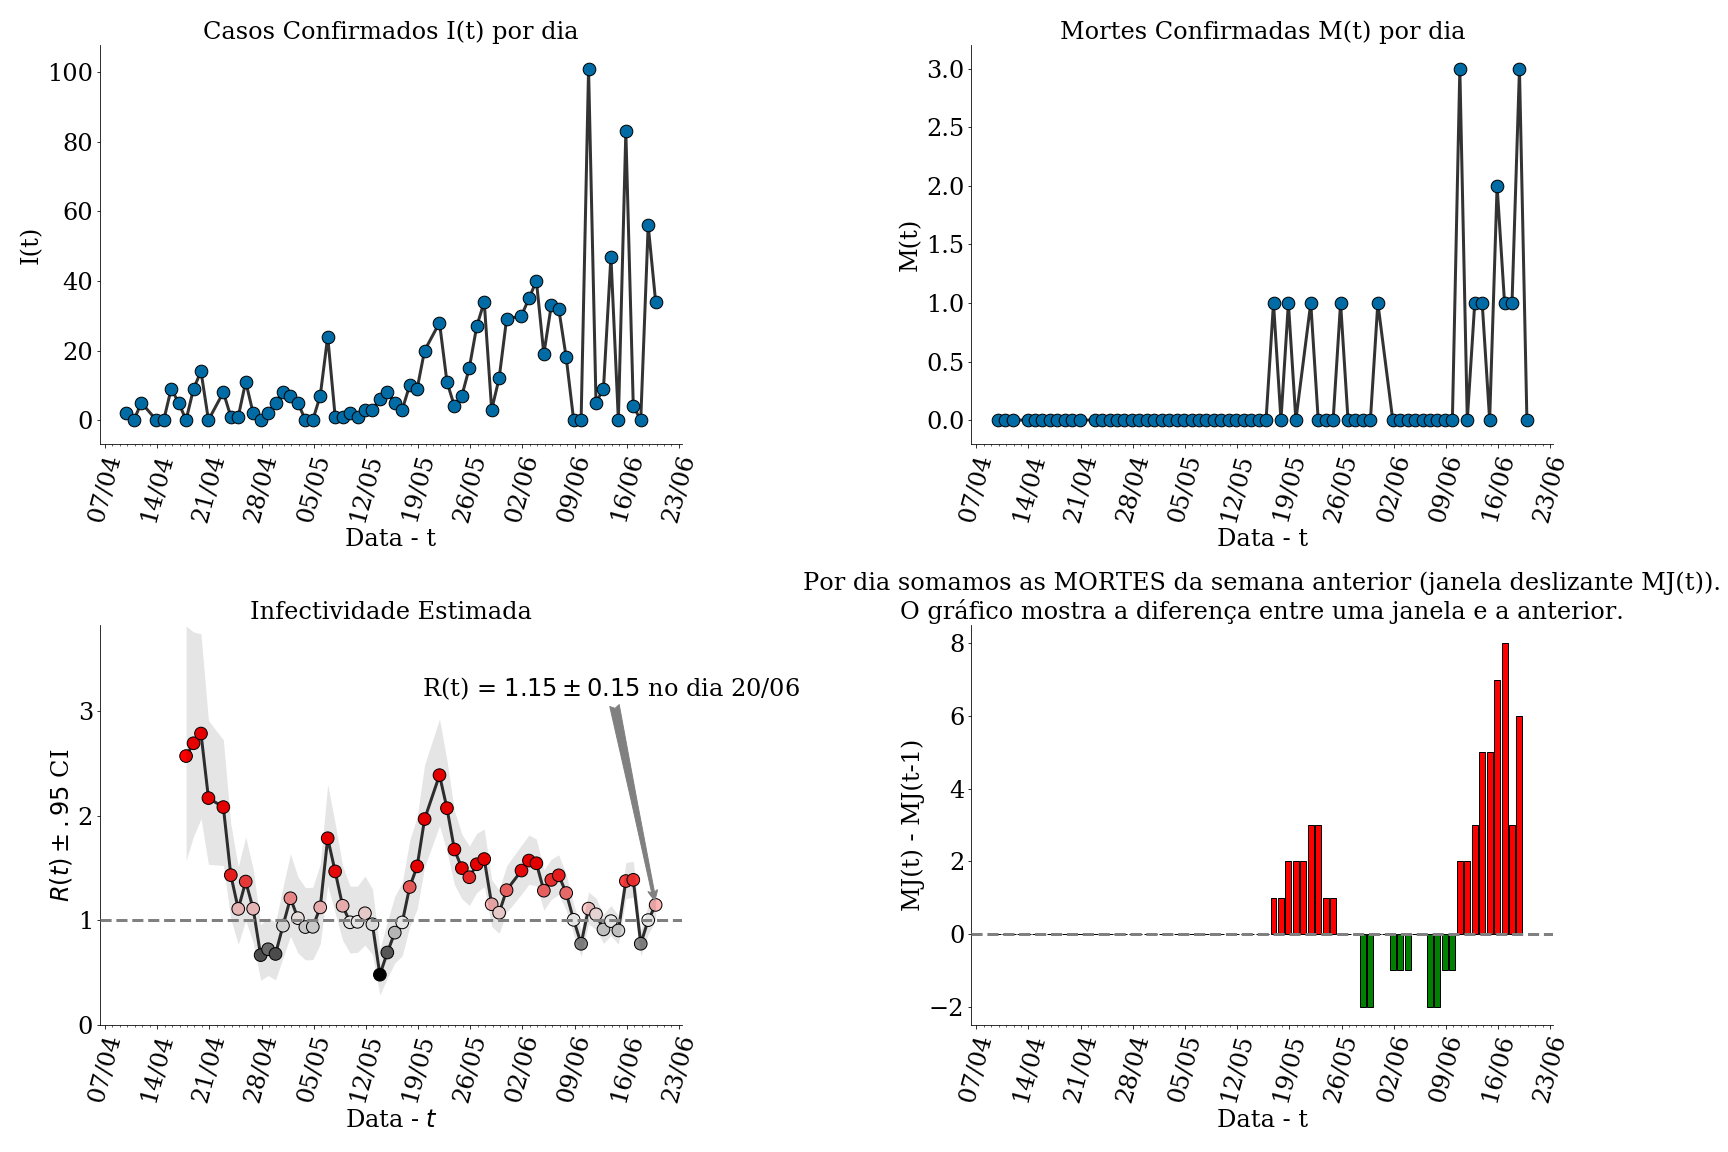 Casos Confirmados I(t) por dia
I(t)
100
80
60
40
20
0
07/04 14/04 21/04 28/04 05/05 12/05 19/05 26/05 02/06 09/06 16/06 23/06
Data - t
Mortes Confirmadas M(t) por dia
M(t)
3.0
2.5
2.0
1.5
1.0
0.5
0.0
07/04 14/04 21/04 28/04 05/05 12/05 19/05 26/05 02/06 09/06 16/06 23/06
Data - t
Infectividade Estimada
R(t) = 1.15 ± 0.15 no dia 20/06
R(t) ± .95 CI
3
2
1
0
07/04 14/04 21/04 28/04 05/05 12/05 19/05 26/05 02/06 09/06 16/06 23/06
Data - t
Por dia somamos as MORTES da semana anterior (janela deslizante MJ(t)).
O gráfico mostra a diferença entre uma janela e a anterior.
MJ(t) - MJ(t-1)
8
6
4
2
0
−2
07/04 14/04 21/04 28/04 05/05 12/05 19/05 26/05 02/06 09/06 16/06 23/06
Data - t